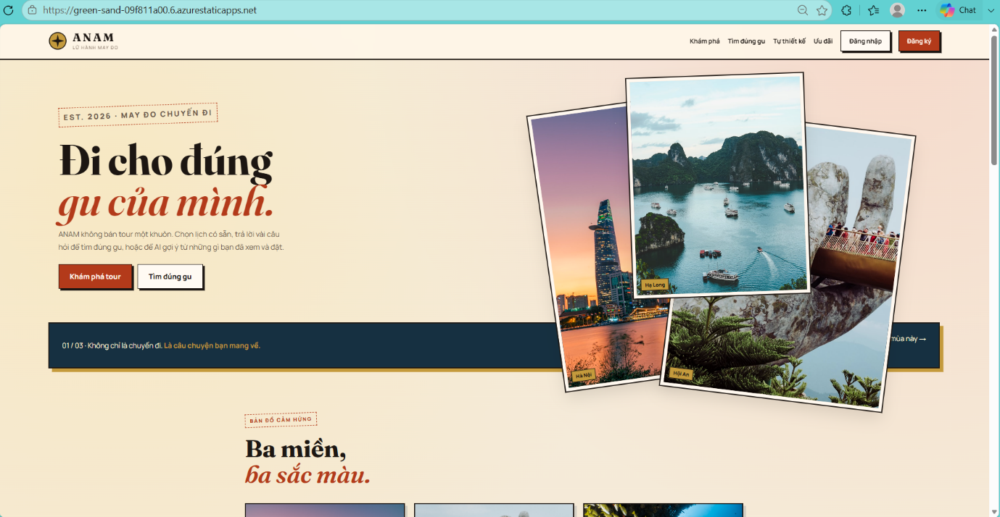 https://green-sand-09f811a00.6.azurestaticapps.net
Chat
ANAM
LỮ HÀNH MAY ĐO
Khám phá
Tìm đúng gu
Tự thiết kế
Ưu đãi
Đăng nhập
Đăng ký
EST. 2026 · MAY ĐO CHUYẾN ĐI
Đi cho đúng
gu của mình.
ANAM không bán tour một khuôn. Chọn lịch có sẵn, trả lời vài câu
hỏi để tìm đúng gu, hoặc để AI gợi ý từ những gì bạn đã xem và đặt.
Khám phá tour
Tìm đúng gu
Hạ Long
Hà Nội
Hội An
01 / 03 · Không chỉ là chuyến đi. Là câu chuyện bạn mang về.
mùa này →
BẢN ĐỒ CẢM HỨNG
Ba miền,
ba sắc màu.